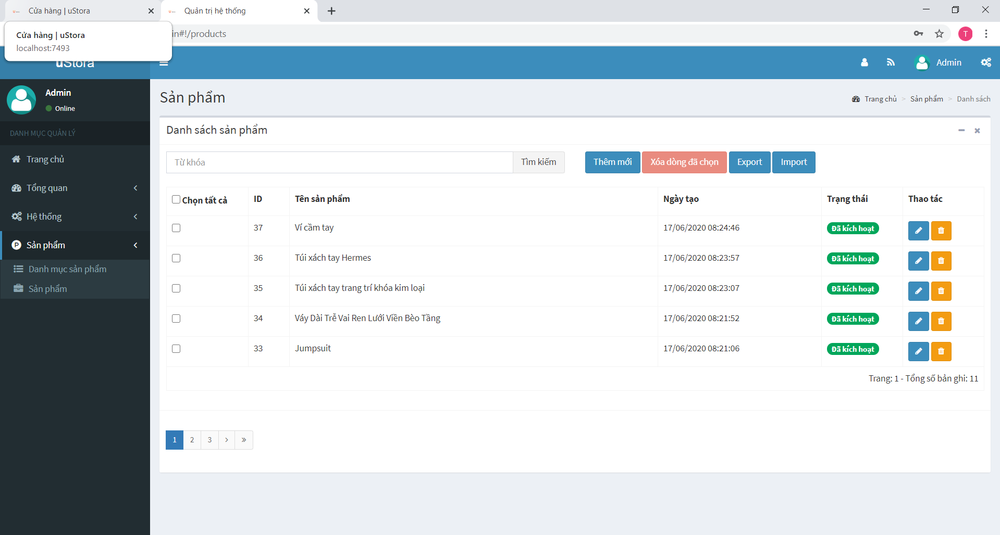 Cửa hàng | uStora
Quản trị hệ thống
Cửa hàng | uStora
localhost:7493
in#!/products
T
uStora
Admin
Admin
Online
Sản phẩm
Trang chủ > Sản phẩm > Danh sách
DANH MỤC QUẢN LÝ
Trang chủ
Tổng quan
Hệ thống
Sản phẩm
Danh mục sản phẩm
Sản phẩm
Danh sách sản phẩm
Từ khóa Tìm kiếm Thêm mới Xóa dòng đã chọn Export Import
Chọn tất cả ID Tên sản phẩm Ngày tạo Trạng thái Thao tác
37 Ví cầm tay 17/06/2020 08:24:46 Đã kích hoạt
36 Túi xách tay Hermes 17/06/2020 08:23:57 Đã kích hoạt
35 Túi xách tay trang trí khóa kim loại 17/06/2020 08:23:07 Đã kích hoạt
34 Váy Dài Trễ Vai Ren Lưới Viền Bèo Tầng 17/06/2020 08:21:52 Đã kích hoạt
33 Jumpsuit 17/06/2020 08:21:06 Đã kích hoạt
Trang: 1 - Tổng số bản ghi: 11
1 2 3 › »